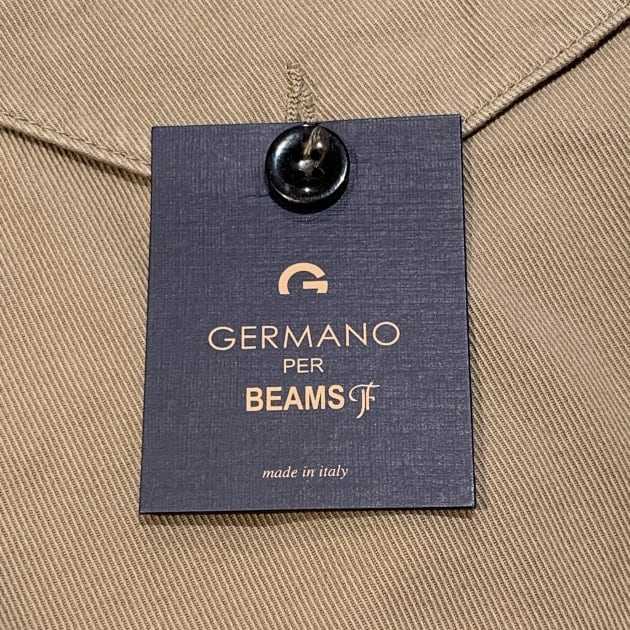 G
GERMANO
PER
BEAMS F
made in italy